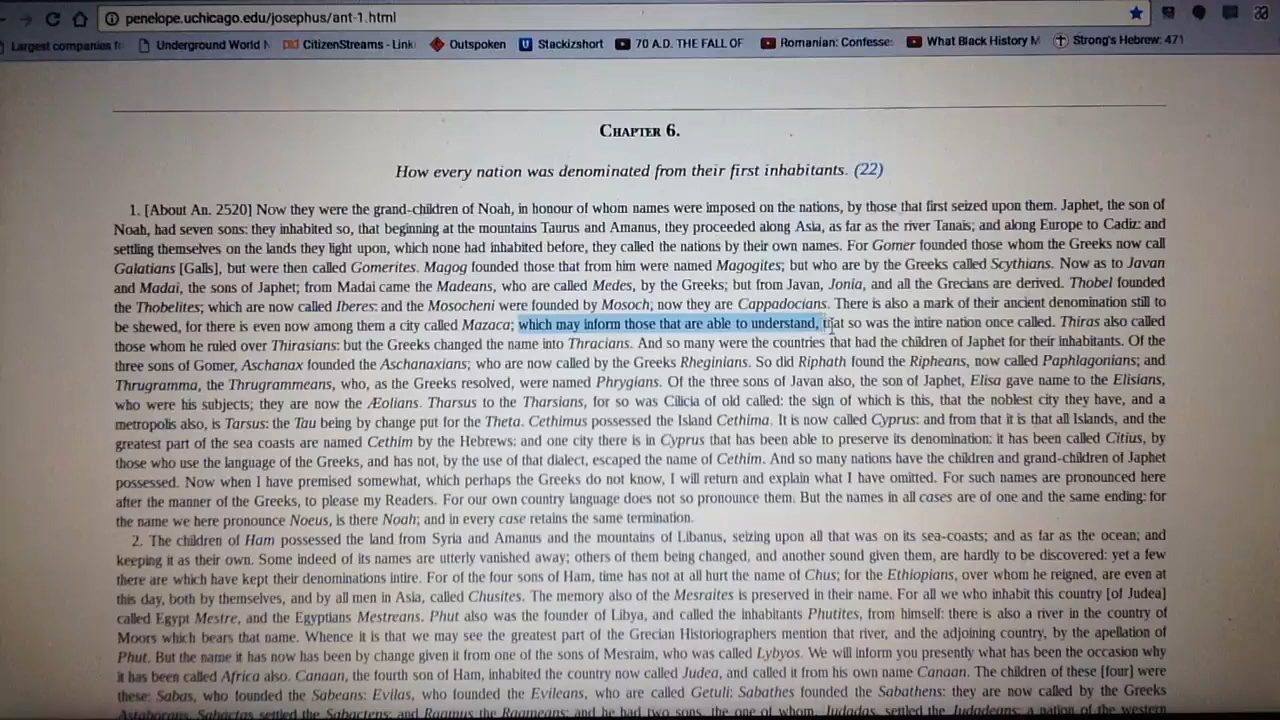 penelope.uchicago.edu/josephus/ant-1.html
Largest companies Underground World N CitizenStreams - Link Outspoken Stackizshort 70 A.D. THE FALL OF Romanian: Confesse What Black History M Strong's Hebrew: 471
CHAPTER 6.
How every nation was denominated from their first inhabitants. (22)
1. [About An. 2520] Now they were the grand-children of Noah, in honour of whom names were imposed on the nations, by those that first seized upon them. Japhet, the son of
Noah, had seven sons: they inhabited so, that beginning at the mountains Taurus and Amanus, they proceeded along Asia, as far as the river Tanais; and along Europe to Cadiz: and
settling themselves on the lands they light upon, which none had inhabited before, they called the nations by their own names. For Gomer founded those whom the Greeks now call
Galatians [Galls], but were then called Gomerites. Magog founded those that from him were named Magogites; but who are by the Greeks called Scythians. Now as to Javan
and Madai, the sons of Japhet; from Madai came the Madeans, who are called Medes, by the Greeks; but from Javan, Jonia, and all the Grecians are derived. Thobel founded
the Thobelites; which are now called Iberes: and the Mosocheni were founded by Mosoch; now they are Cappadocians. There is also a mark of their ancient denomination still to
be shewed, for there is even now among them a city called Mazaca; which may inform those that are able to understand, that so was the intire nation once called. Thiras also called
those whom he ruled over Thirasians: but the Greeks changed the name into Thracians. And so many were the countries that had the children of Japhet for their inhabitants. Of the
three sons of Gomer, Aschanax founded the Aschanaxians; who are now called by the Greeks Rheginians. So did Riphath found the Ripheans, now called Paphlagonians; and
Thrugramma, the Thrugrammeans, who, as the Greeks resolved, were named Phrygians. Of the three sons of Javan also, the son of Japhet, Elisa gave name to the Elisians,
who were his subjects; they are now the Æolians. Tharsus to the Tharsians, for so was Cilicia of old called: the sign of which is this, that the noblest city they have, and a
metropolis also, is Tarsus: the Tau being by change put for the Theta. Cethimus possessed the Island Cethima. It is now called Cyprus: and from that it is that all Islands, and the
greatest part of the sea coasts are named Cethim by the Hebrews: and one city there is in Cyprus that has been able to preserve its denomination: it has been called Citius, by
those who use the language of the Greeks, and has not, by the use of that dialect, escaped the name of Cethim. And so many nations have the children and grand-children of Japhet
possessed. Now when I have premised somewhat, which perhaps the Greeks do not know, I will return and explain what I have omitted. For such names are pronounced here
after the manner of the Greeks, to please my Readers. For our own country language does not so pronounce them. But the names in all cases are of one and the same ending: for
the name we here pronounce Noeus, is there Noah; and in every case retains the same termination.
2. The children of Ham possessed the land from Syria and Amanus and the mountains of Libanus, seizing upon all that was on its sea-coasts; and as far as the ocean; and
keeping it as their own. Some indeed of its names are utterly vanished away; others of them being changed, and another sound given them, are hardly to be discovered: yet a few
there are which have kept their denominations intire. For of the four sons of Ham, time has not at all hurt the name of Chus; for the Ethiopians, over whom he reigned, are even at
this day, both by themselves, and by all men in Asia, called Chusites. The memory also of the Mesraites is preserved in their name. For all we who inhabit this country [of Judea]
called Egypt Mestre, and the Egyptians Mestreans. Phut also was the founder of Libya, and called the inhabitants Phutites, from himself: there is also a river in the country of
Moors which bears that name. Whence it is that we may see the greatest part of the Grecian Historiographers mention that river, and the adjoining country, by the apellation of
Phut. But the name it has now has been by change given it from one of the sons of Mesraim, who was called Lybyos. We will inform you presently what has been the occasion why
it has been called Africa also. Canaan, the fourth son of Ham, inhabited the country now called Judea, and called it from his own name Canaan. The children of these [four] were
these: Sabas, who founded the Sabeans: Evilas, who founded the Evileans, who are called Getuli: Sabathes founded the Sabathens: they are now called by the Greeks
Astaborans. Sabactas settled the Sabactens: and Ragmus the Ragmeans: and he had two sons, the one of whom, Judadas, settled the Judadeans: a nation of the western